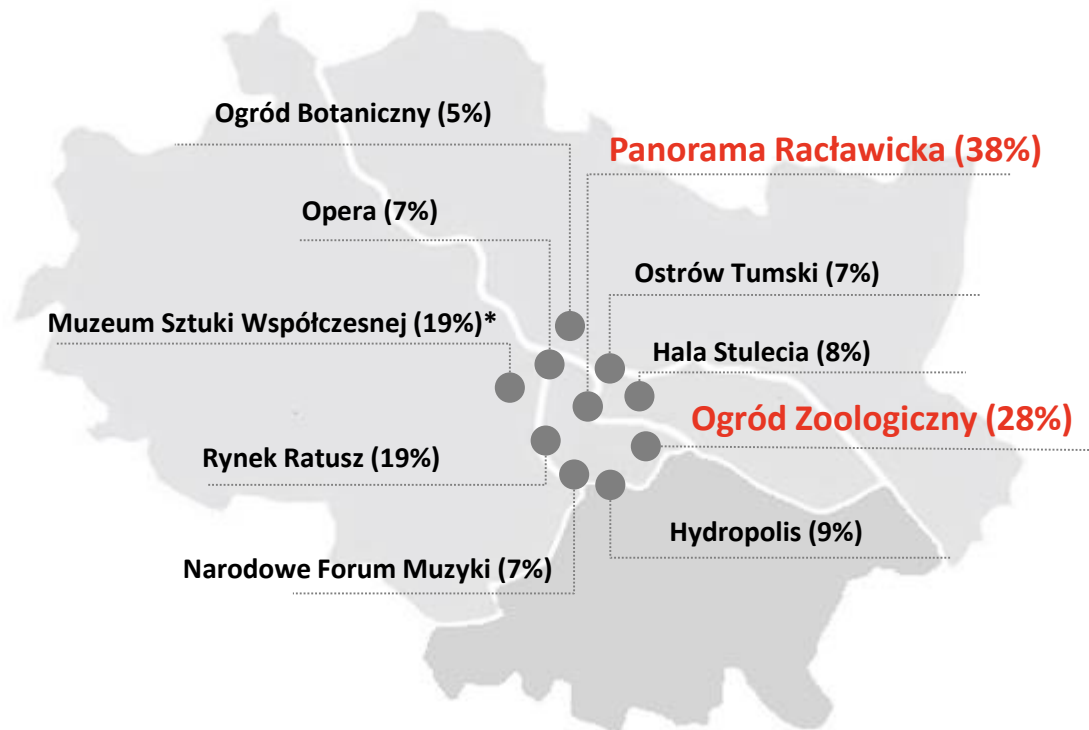 Ogród Botaniczny (5%)
Panorama Racławicka (38%)
Opera (7%)
Ostrów Tumski (7%)
Muzeum Sztuki Współczesnej (19%)*
Hala Stulecia (8%)
Ogród Zoologiczny (28%)
Rynek Ratusz (19%)
Hydropolis (9%)
Narodowe Forum Muzyki (7%)